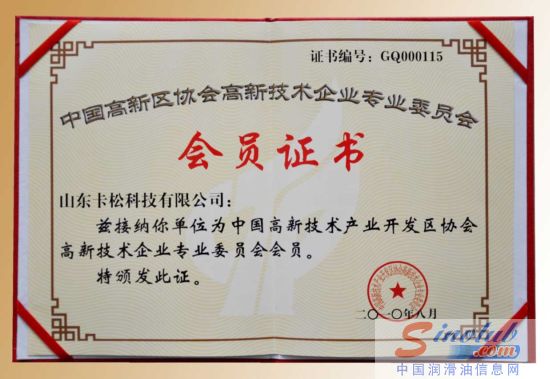 证书编号：GQ000115
中国高新区协会高新技术企业专业委员会
会员证书
山东卡松科技有限公司：
兹接纳你单位为中国高新技术产业开发区协会
高新技术企业专业委员会会员。
特颁发此证。
二〇一〇年八月
Sinolub
.com
中国润滑油信息网